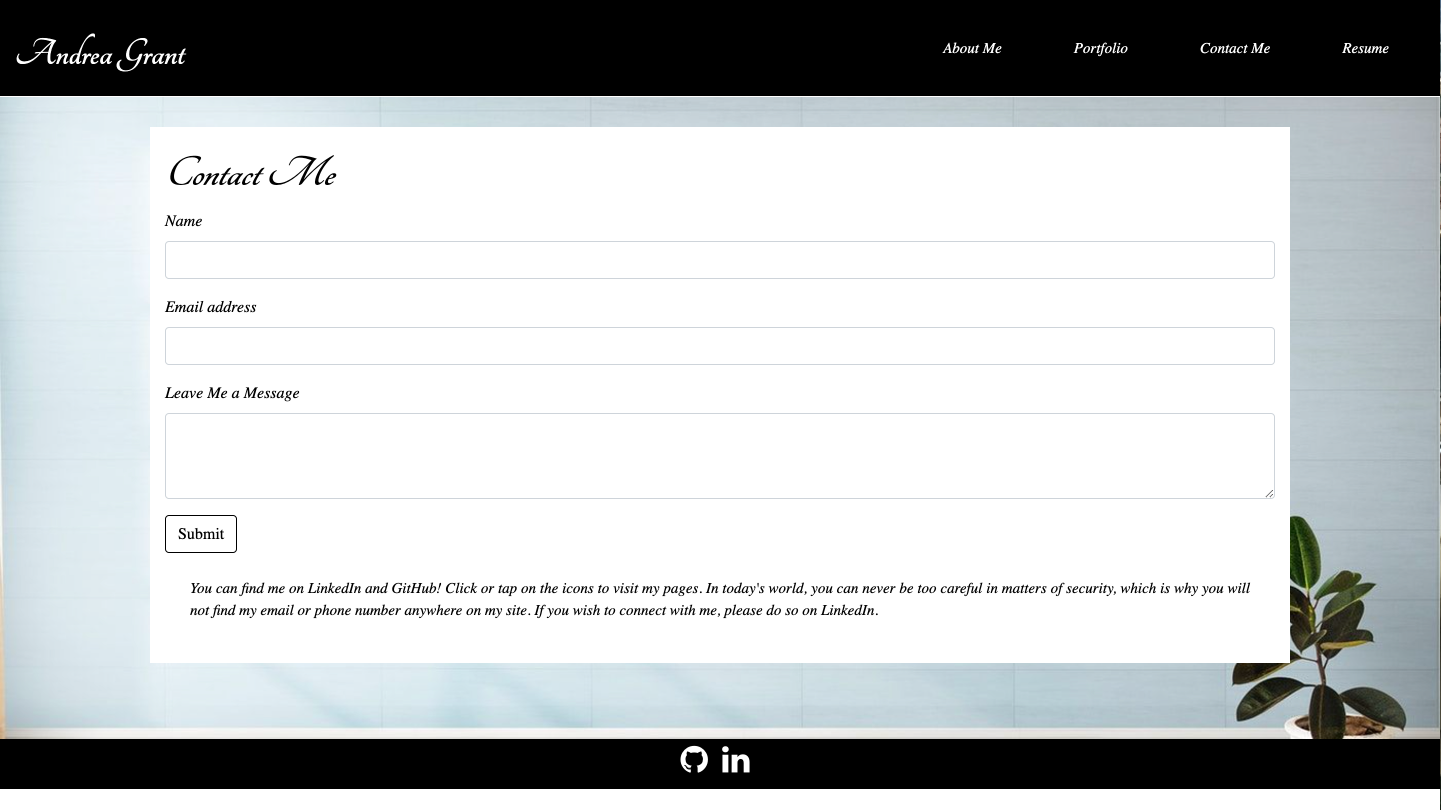 Andrea Grant
About Me
Portfolio
Contact Me
Resume
Contact Me
Name
Email address
Leave Me a Message
Submit
You can find me on LinkedIn and GitHub! Click or tap on the icons to visit my pages. In today's world, you can never be too careful in matters of security, which is why you will
not find my email or phone number anywhere on my site. If you wish to connect with me, please do so on LinkedIn.
in